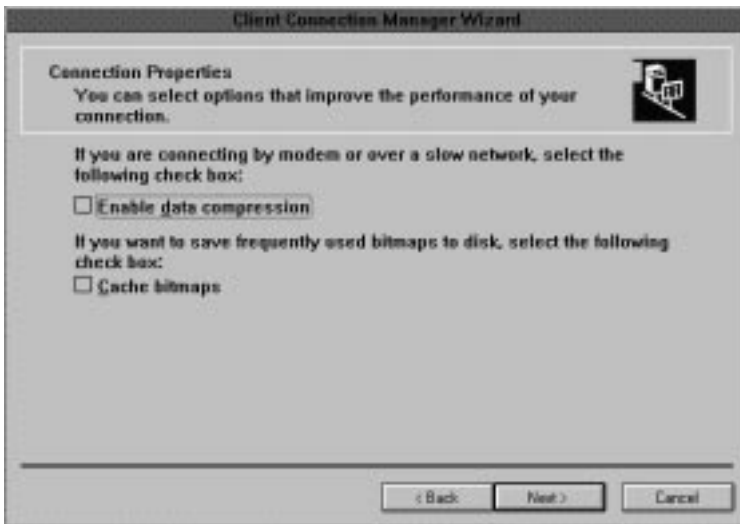 Client Connection Manager Wizard
Connection Properties
You can select options that improve the performance of your
connection.
If you are connecting by modem or over a slow network, select the
following check box:
Enable data compression
If you want to save frequently used bitmaps to disk, select the following
check box:
Cache bitmaps
< Back
Next >
Cancel